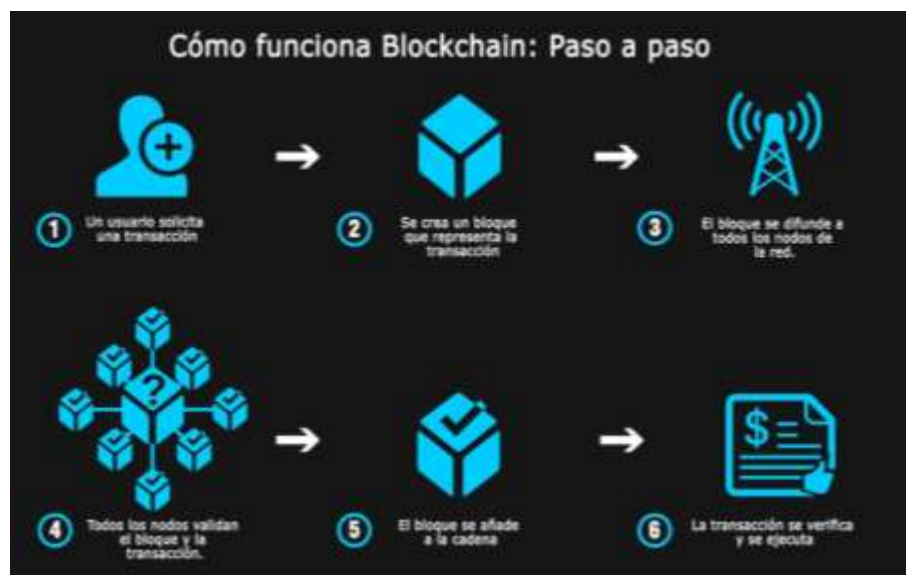 Cómo funciona Blockchain: Paso a paso
1
Un usuario solicita
una transacción
2
Se crea un bloque
que representa la
transacción
3
El bloque se difunde a
todos los nodos de
la red.
?
4
Todos los nodos validan
el bloque y la
transacción.
5
El bloque se añade
a la cadena
$
6
La transacción se verifica
y se ejecuta